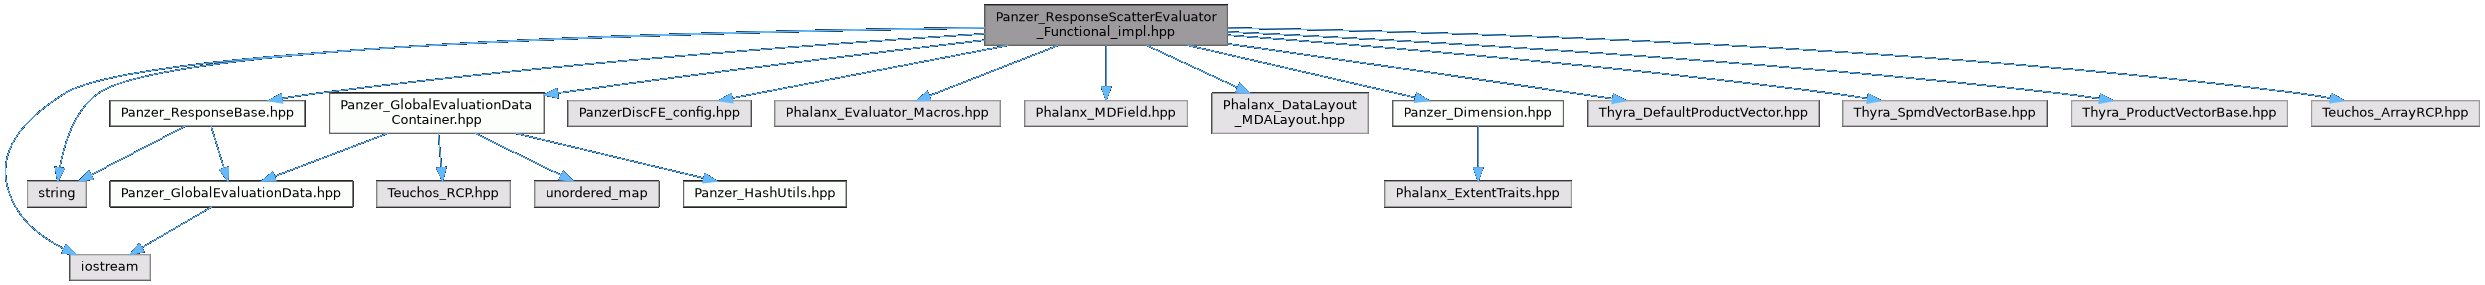 Panzer_ResponseScatterEvaluator
_Functional_impl.hpp
Panzer_ResponseBase.hpp
Panzer_GlobalEvaluationData
Container.hpp
PanzerDiscFE_config.hpp
Phalanx_Evaluator_Macros.hpp
Phalanx_MDField.hpp
Phalanx_DataLayout
_MDALayout.hpp
Panzer_Dimension.hpp
Thyra_DefaultProductVector.hpp
Thyra_SpmdVectorBase.hpp
Thyra_ProductVectorBase.hpp
Teuchos_ArrayRCP.hpp
string
Panzer_GlobalEvaluationData.hpp
Teuchos_RCP.hpp
unordered_map
Panzer_HashUtils.hpp
Phalanx_ExtentTraits.hpp
iostream